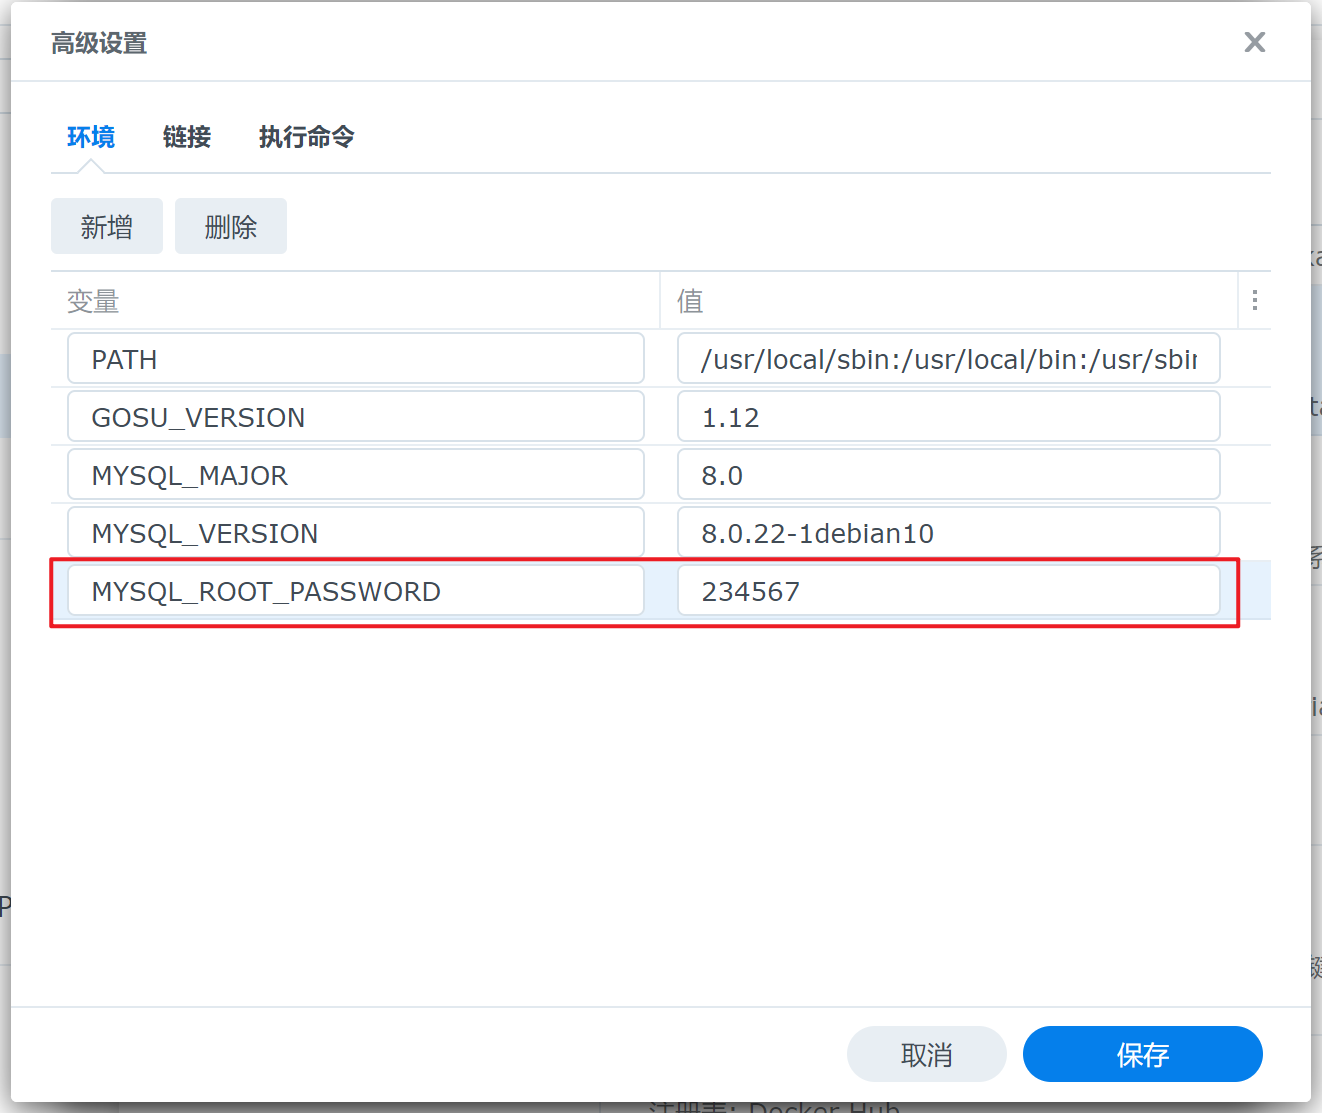 高级设置
环境 链接 执行命令
新增 删除
变量 值
PATH /usr/local/sbin:/usr/local/bin:/usr/sbin
GOSU_VERSION 1.12
MYSQL_MAJOR 8.0
MYSQL_VERSION 8.0.22-1debian10
MYSQL_ROOT_PASSWORD 234567
取消 保存